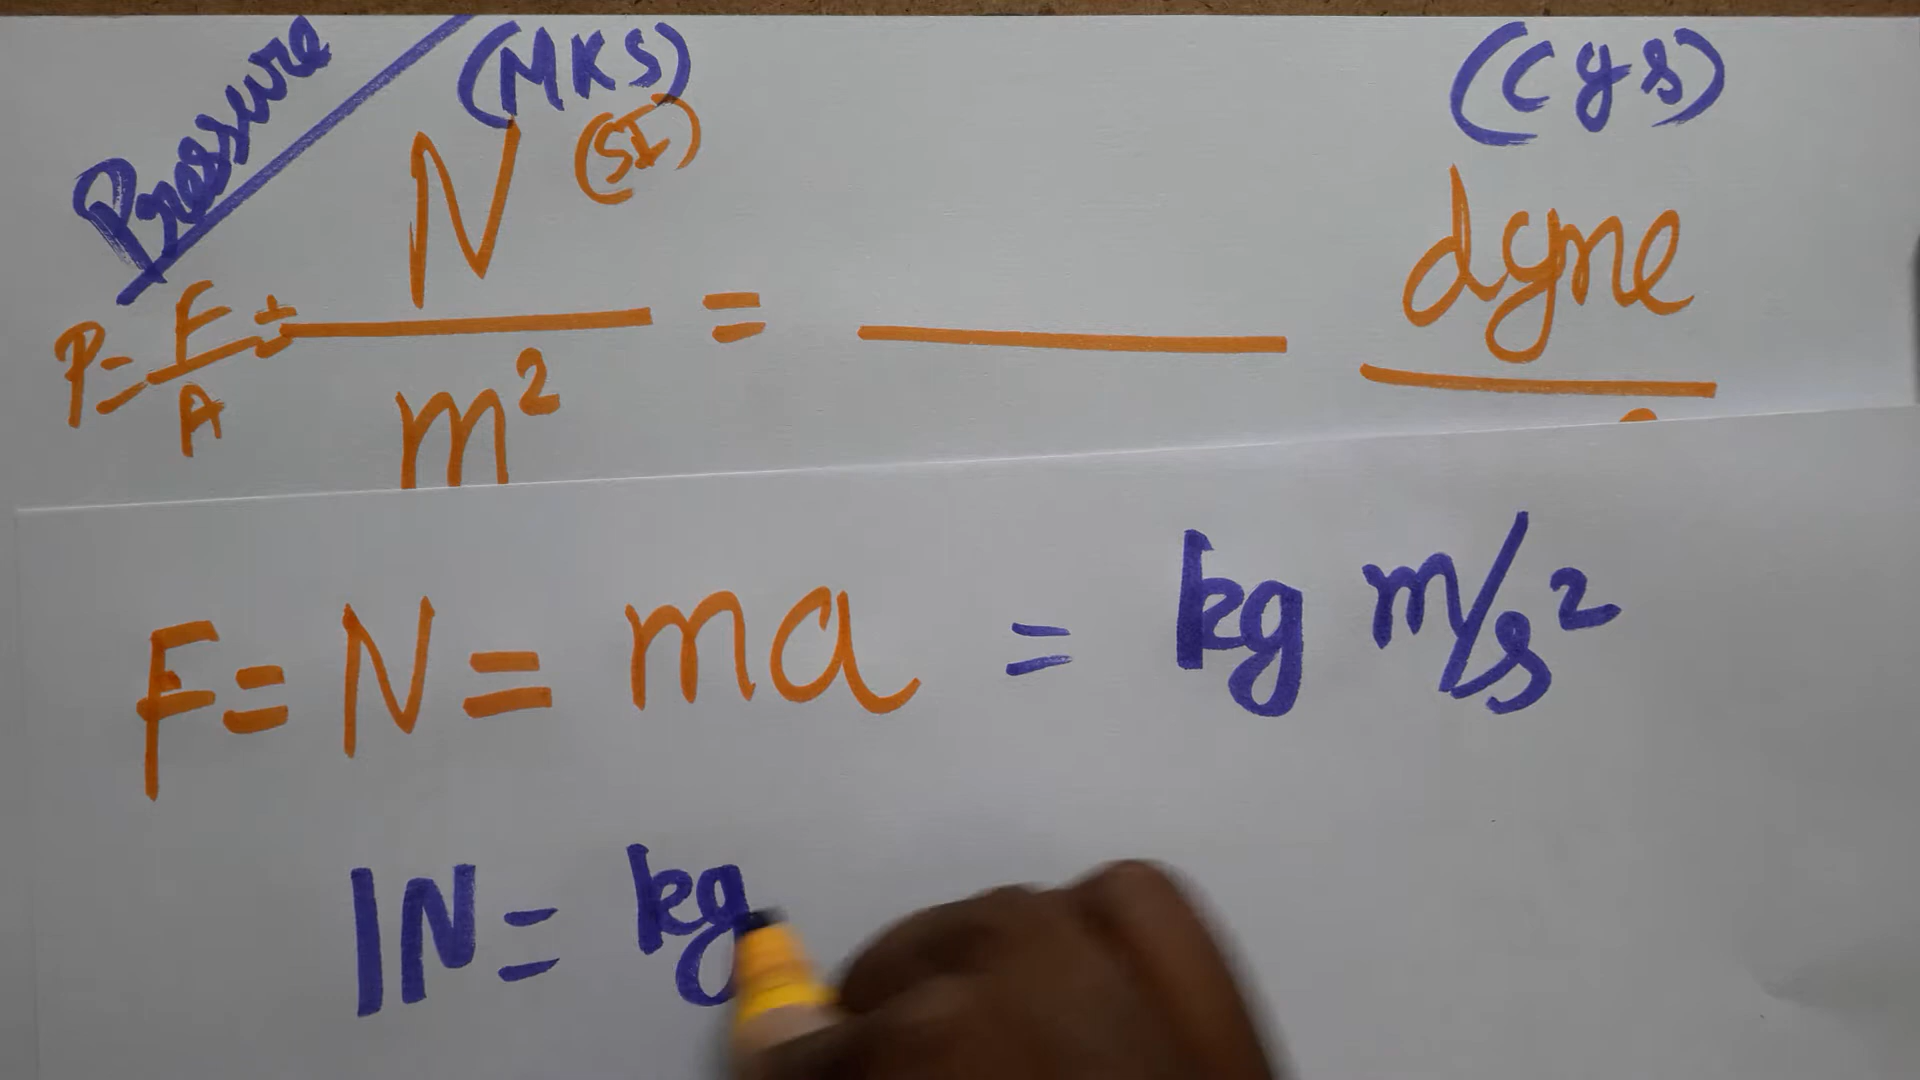 Pressure
(MKS)
(SI)
(Cgs)
P = F/A = N/m² = ——— dyne
F = N = ma = kg m/s²
1N = kg